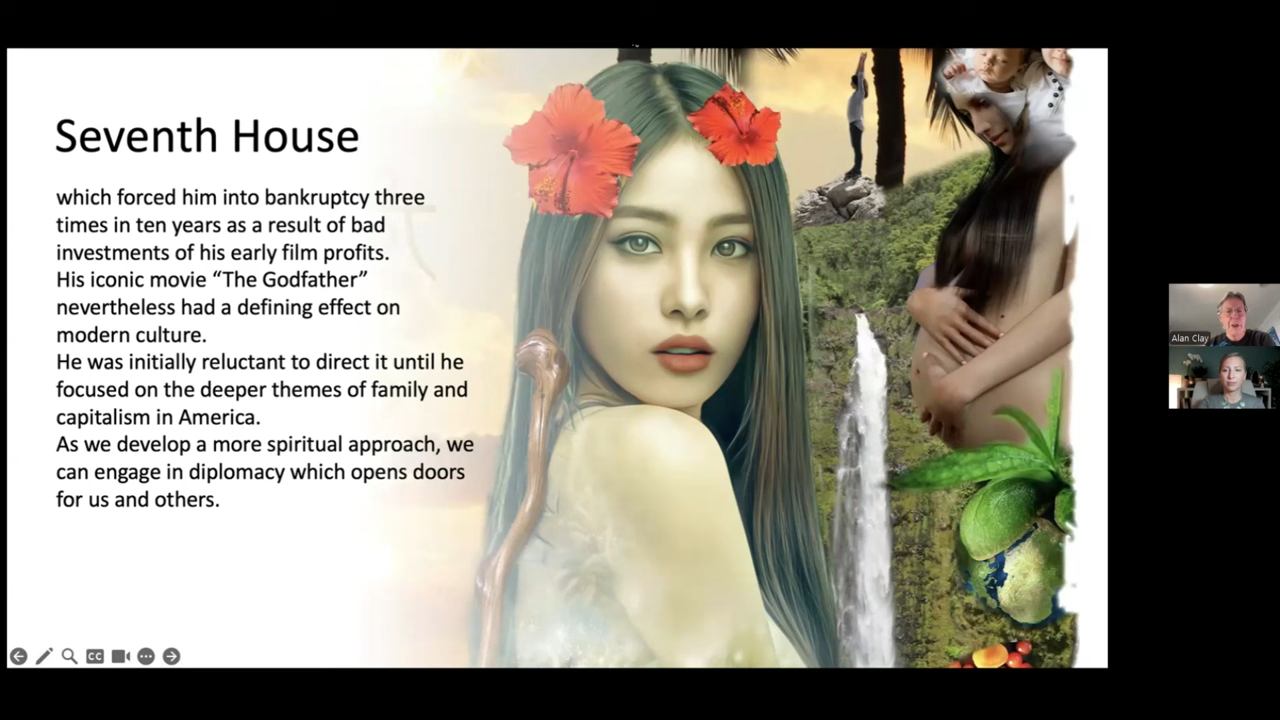 Seventh House
which forced him into bankruptcy three
times in ten years as a result of bad
investments of his early film profits.
His iconic movie “The Godfather”
nevertheless had a defining effect on
modern culture.
He was initially reluctant to direct it until he
focused on the deeper themes of family and
capitalism in America.
As we develop a more spiritual approach, we
can engage in diplomacy which opens doors
for us and others.
CC
Alan Clay